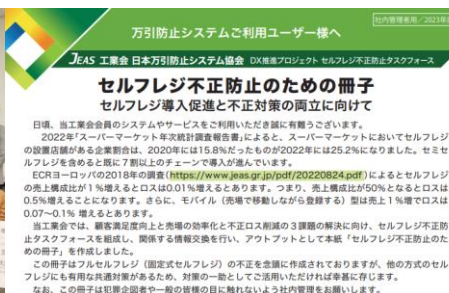 社内管理者用／2023年
万引防止システムご利用ユーザー様へ
JEAS 工業会 日本万引防止システム協会 DX推進プロジェクト セルフレジ不正防止タスクフォース
セルフレジ不正防止のための冊子
セルフレジ導入促進と不正対策の両立に向けて
日頃、当工業会会員のシステムやサービスをご利用いただき誠に有難うございます。
2022年「スーパーマーケット年次統計調査報告書」によると、スーパーマーケットにおいてセルフレジ
の設置店舗がある企業割合は、2020年には15.8%だったものが2022年には25.2%になりました。セミセ
ルフレジを含めると既に7割以上のチェーンで導入が進んでいます。
ECRヨーロッパの2018年の調査(https://www.jeas.gr.jp/pdf/20220824.pdf)によるとセルフレジ
の売上構成比が1%増えるとロスは0.01%増えるとあります。つまり、売上構成比が50%となるとロスは
0.5%増えることになります。さらに、モバイル（売場で移動しながら登録する）型は売上1%増でロスは
0.07～0.1% 増えるとあります。
当工業会では、顧客満足度向上と売場の効率化と不正ロス削減の3課題の解決に向け、セルフレジ不正防
止タスクフォースを組成し、関係する情報交換を行い、アウトプットとして本紙「セルフレジ不正防止のた
めの冊子」を作成しました。
この冊子はフルセルフレジ（固定式セルフレジ）の不正を念頭に作成されておりますが、他の方式のセル
フレジにも有用な共通対策があるため、対策の一助としてご活用いただければ幸甚に存じます。
なお、この冊子は犯罪企図者や一般の皆様の目に触れないよう社内管理をお願いします。